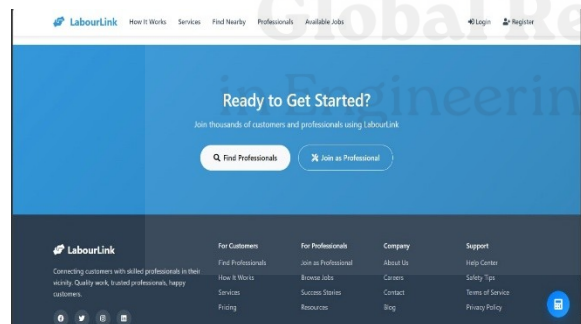 LabourLink How It Works Services Find Nearby Professionals Available Jobs Login Register
Global Re
in Engineerin
Ready to Get Started?
Join thousands of customers and professionals using LabourLink
Find Professionals Join as Professional
LabourLink
Connecting customers with skilled professionals in their
vicinity. Quality work, trusted professionals, happy
customers.
For Customers
Find Professionals
How It Works
Services
Pricing
For Professionals
Join as Professional
Browse Jobs
Success Stories
Resources
Company
About Us
Careers
Contact
Blog
Support
Help Center
Safety Tips
Terms of Service
Privacy Policy